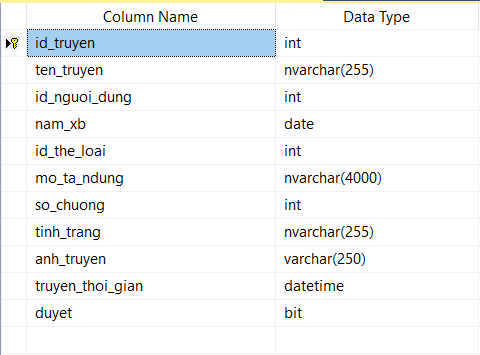 Column Name Data Type
id_truyen int
ten_truyen nvarchar(255)
id_nguoi_dung int
nam_xb date
id_the_loai int
mo_ta_ndung nvarchar(4000)
so_chuong int
tinh_trang nvarchar(255)
anh_truyen varchar(250)
truyen_thoi_gian datetime
duyet bit